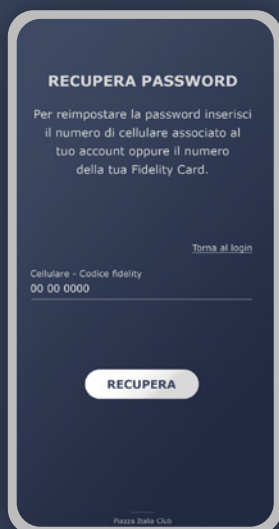 RECUPERA PASSWORD
Per reimpostare la password inserisci
il numero di cellulare associato al
tuo account oppure il numero
della tua Fidelity Card.
Torna al login
Cellulare - Codice fidelity
00 00 0000
RECUPERA
Piazza Italia Club